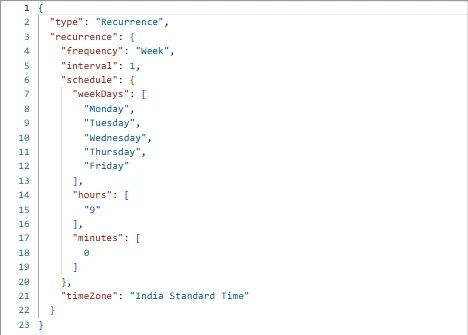 1 {
2 "type": "Recurrence",
3 "recurrence": {
4 "frequency": "Week",
5 "interval": 1,
6 "schedule": {
7 "weekDays": [
8 "Monday",
9 "Tuesday",
10 "Wednesday",
11 "Thursday",
12 "Friday"
13 ],
14 "hours": [
15 "9"
16 ],
17 "minutes": [
18 0
19 ]
20 },
21 "timeZone": "India Standard Time"
22 }
23 }